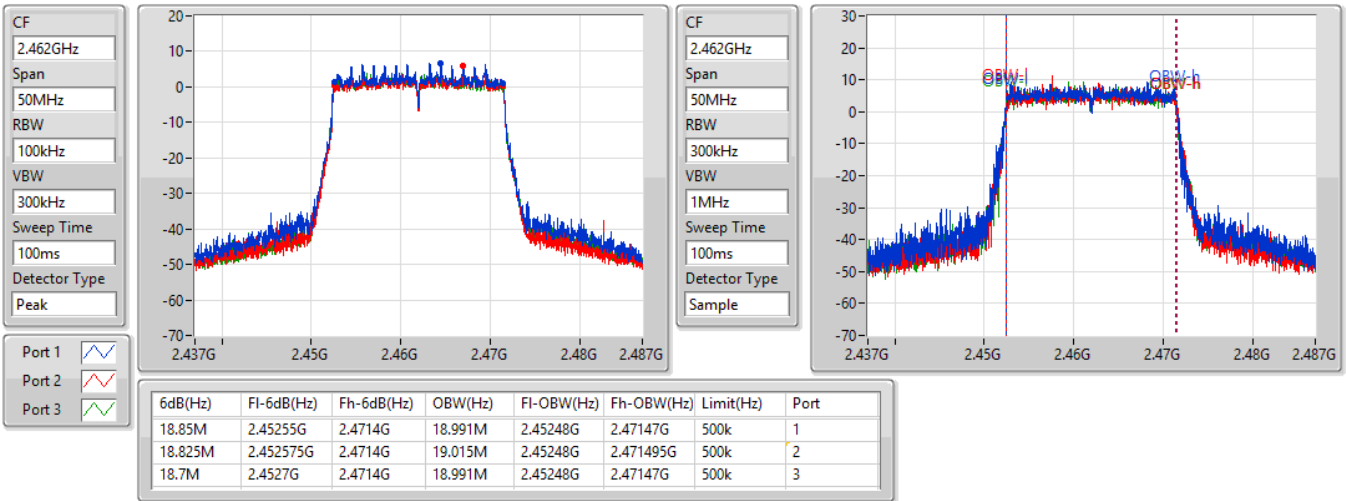 CF
2.462GHz
Span
50MHz
RBW
100kHz
VBW
300kHz
Sweep Time
100ms
Detector Type
Peak
20
10
0
-10
-20
-30
-40
-50
-60
-70
2.437G 2.45G 2.46G 2.47G 2.48G 2.487G
CF
2.462GHz
Span
50MHz
RBW
300kHz
VBW
1MHz
Sweep Time
100ms
Detector Type
Sample
30
20
10
0
-10
-20
-30
-40
-50
-60
-70
OBW-l OBW-h
OBW-h
2.437G 2.45G 2.46G 2.47G 2.48G 2.487G
Port 1
Port 2
Port 3
6dB(Hz) Fl-6dB(Hz) Fh-6dB(Hz) OBW(Hz) Fl-OBW(Hz) Fh-OBW(Hz) Limit(Hz) Port
18.85M 2.45255G 2.4714G 18.991M 2.45248G 2.47147G 500k 1
18.825M 2.452575G 2.4714G 19.015M 2.45248G 2.471495G 500k 2
18.7M 2.4527G 2.4714G 18.991M 2.45248G 2.47147G 500k 3